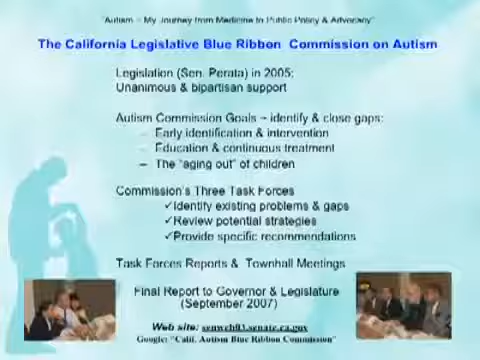 "Autism – My Journey from Medicine to Public Policy & Advocacy"
The California Legislative Blue Ribbon Commission on Autism
Legislation (Sen. Perata) in 2005:
Unanimous & bipartisan support
Autism Commission Goals ~ identify & close gaps:
– Early identification & intervention
– Education & continuous treatment
– The "aging out" of children
Commission's Three Task Forces
✓Identify existing problems & gaps
✓Review potential strategies
✓Provide specific recommendations
Task Forces Reports & Townhall Meetings
Final Report to Governor & Legislature
(September 2007)
Web site: senweb03.senate.ca.gov
Google: "Calif. Autism Blue Ribbon Commission"